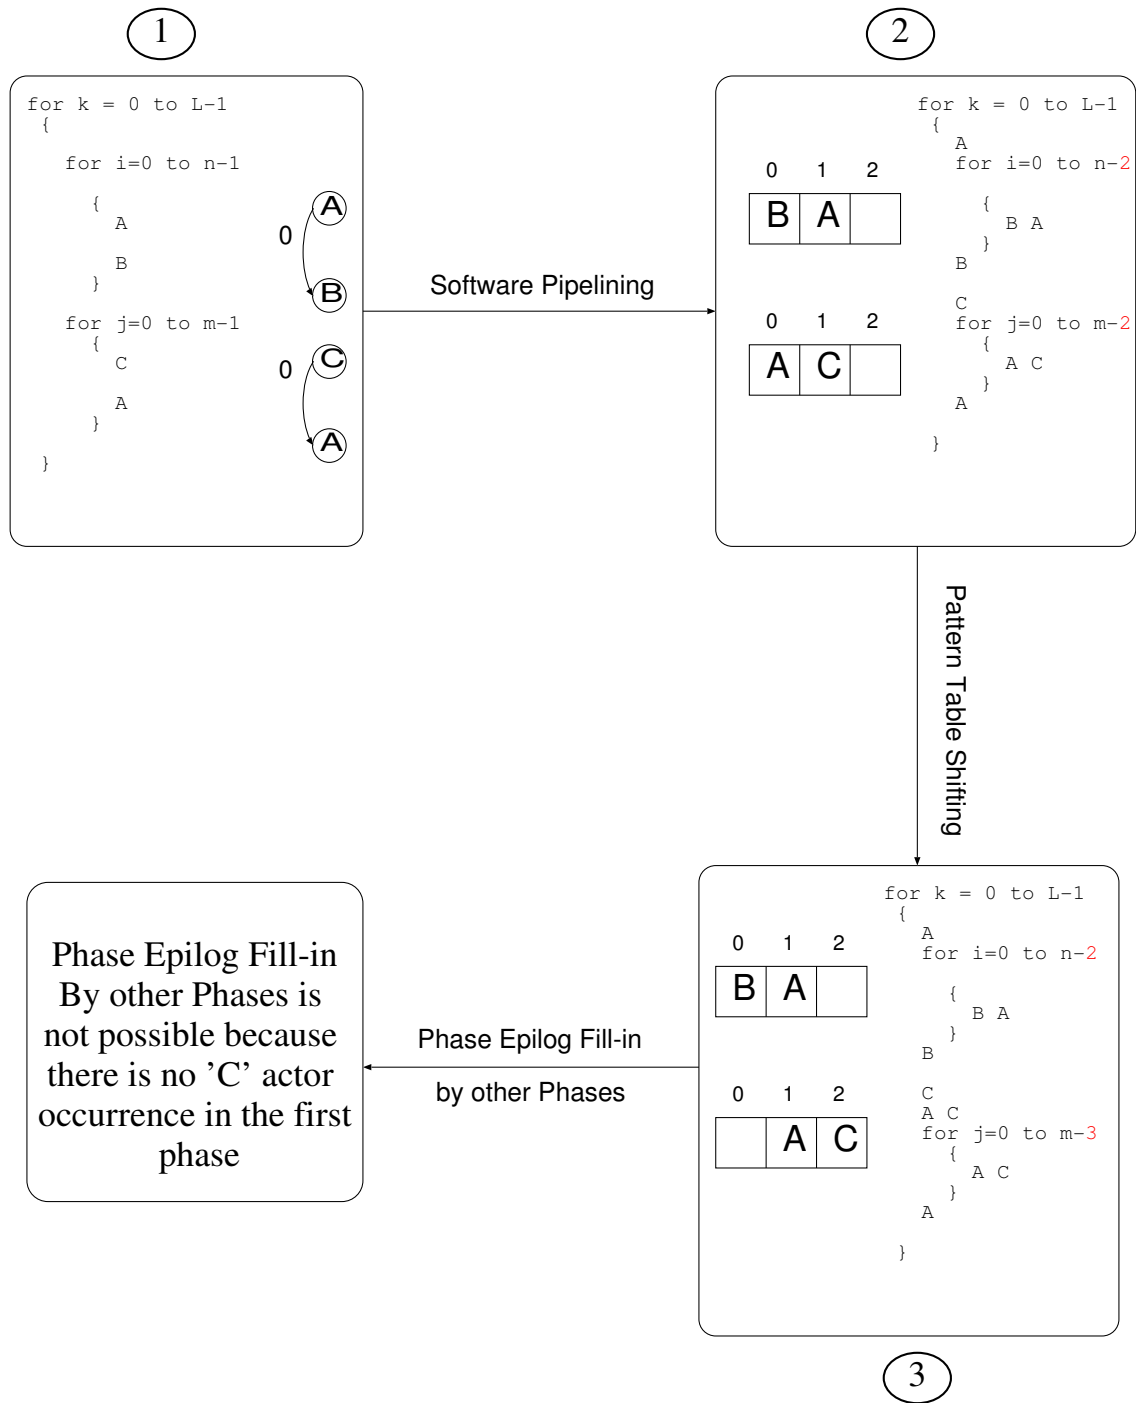 1
for k = 0 to L-1
{
for i=0 to n-1
{
A
B
}
for j=0 to m-1
{
C
A
}
}
0
A
B
0
C
A
Software Pipelining
2
0 1 2
B A
0 1 2
A C
for k = 0 to L-1
{
A
for i=0 to n-2
{
B A
}
B
C
for j=0 to m-2
{
A C
}
A
}
Pattern Table Shifting
0 1 2
B A
0 1 2
A C
for k = 0 to L-1
{
A
for i=0 to n-2
{
B A
}
B
C
A C
for j=0 to m-3
{
A C
}
A
}
3
Phase Epilog Fill-in
by other Phases
Phase Epilog Fill-in
By other Phases is
not possible because
there is no ’C’ actor
occurrence in the first
phase